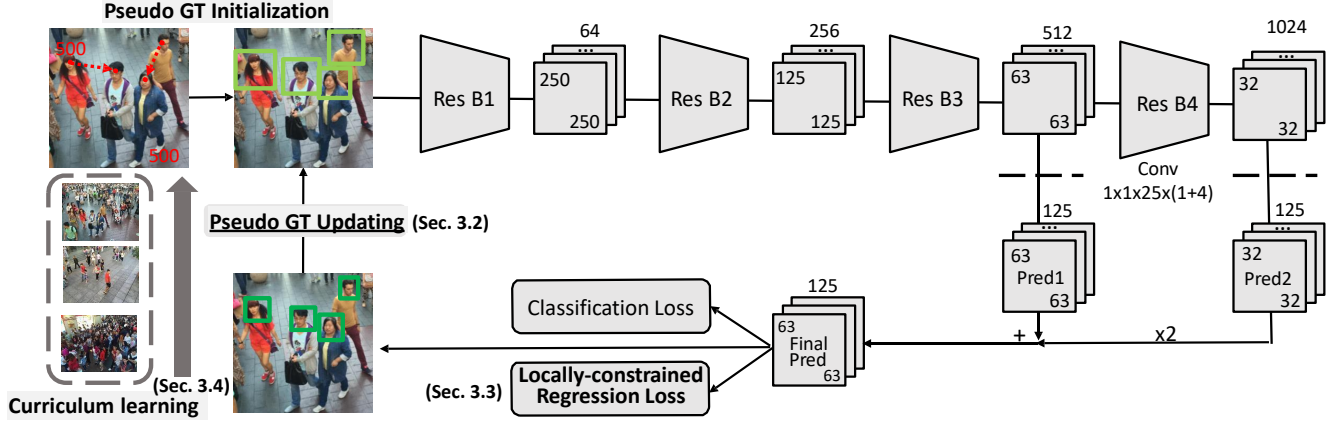 Pseudo GT Initialization
500
500
64
250
250
256
125
125
512
63
63
1024
32
32
Res B1
Res B2
Res B3
Res B4
Conv
1x1x25x(1+4)
Pseudo GT Updating (Sec. 3.2)
125
63
Pred1
63
125
32
Pred2
32
+
x2
125
63
Final
Pred
63
Classification Loss
Locally-constrained
Regression Loss
(Sec. 3.3)
(Sec. 3.4)
Curriculum learning